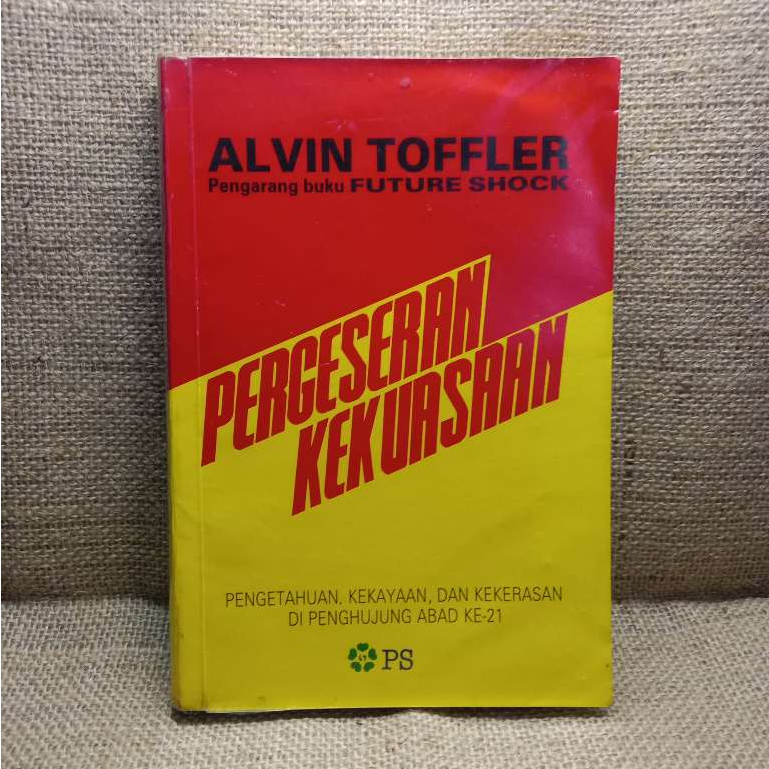 ALVIN TOFFLER
Pengarang buku FUTURE SHOCK
PERGESERAN
KEKUASAAN
PENGETAHUAN, KEKAYAAN, DAN KEKERASAN
DI PENGHUJUNG ABAD KE-21
PS